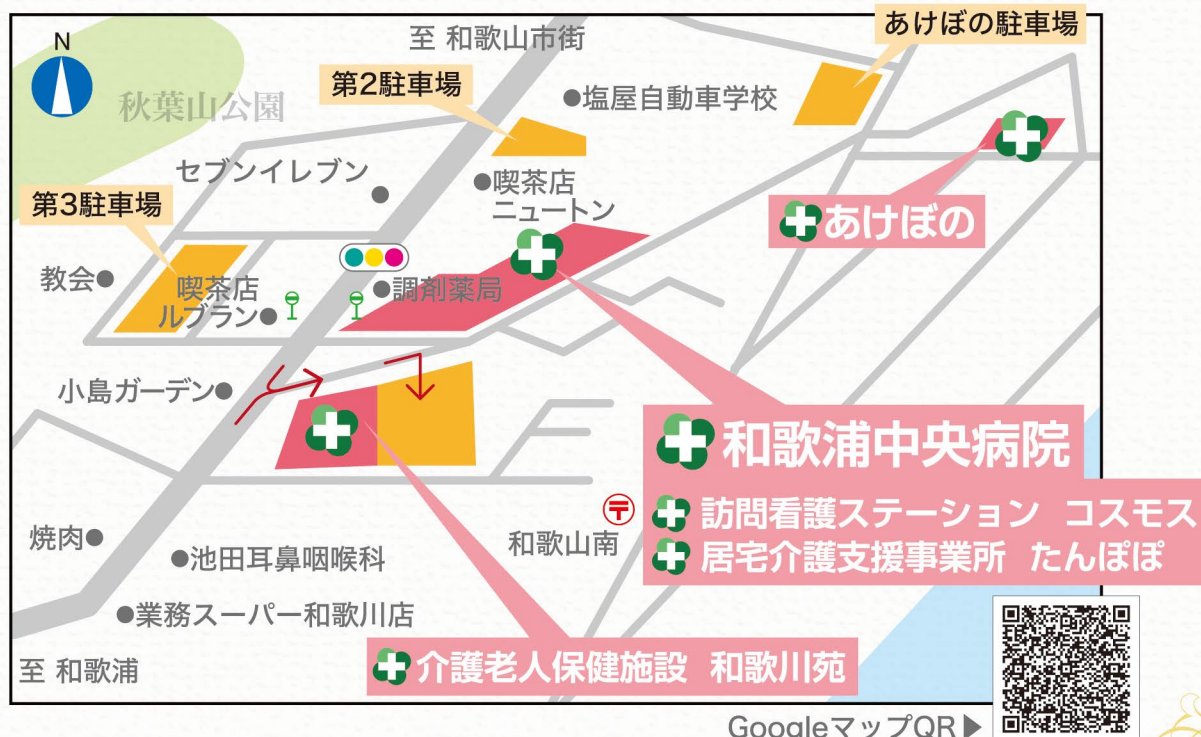 N
至 和歌山市街
あけぼの駐車場
第2駐車場
塩屋自動車学校
秋葉山公園
セブンイレブン
喫茶店
ニュートン
第3駐車場
あけぼの
教会
喫茶店
ルブラン
調剤薬局
小島ガーデン
和歌浦中央病院
訪問看護ステーション コスモス
居宅介護支援事業所 たんぽぽ
焼肉
池田耳鼻咽喉科
〒
和歌山南
業務スーパー和歌川店
至 和歌浦
介護老人保健施設 和歌川苑
GoogleマップQR▶